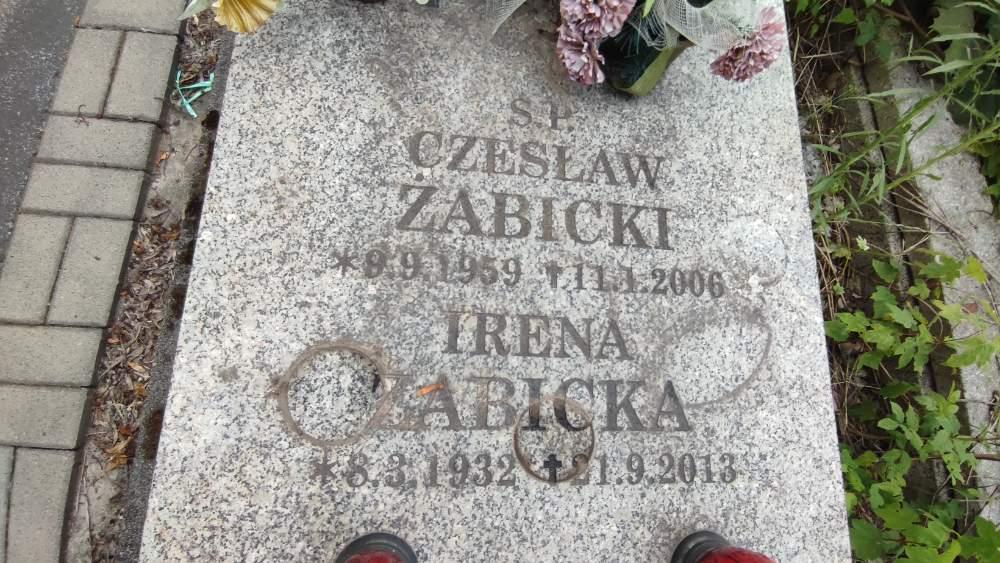 Ś.P.
CZESŁAW
ŻABICKI
*9.9.1959 †11.1.2006
IRENA
ŻABICKA
*8.3.1932 †21.9.2013